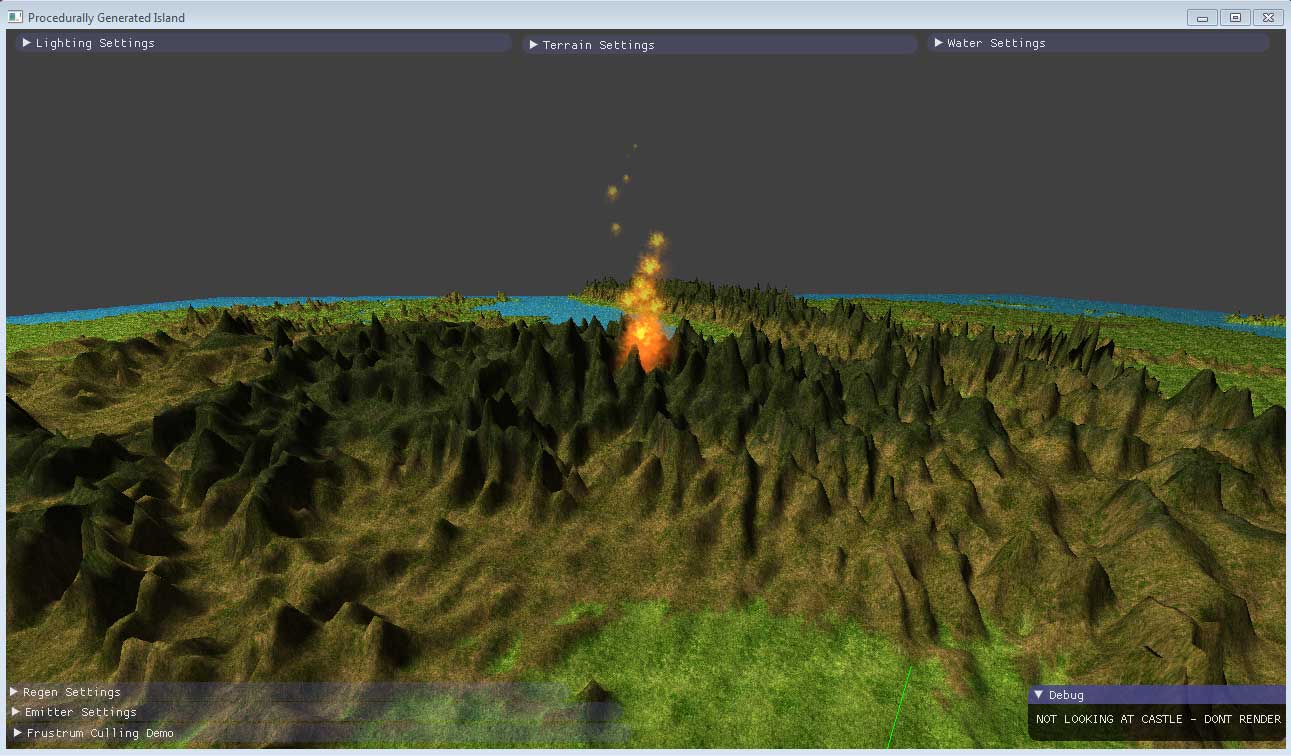 Procedurally Generated Island
Lighting Settings
Terrain Settings
Water Settings
Regen Settings
Emitter Settings
Frustrum Culling Demo
Debug
NOT LOOKING AT CASTLE - DONT RENDER